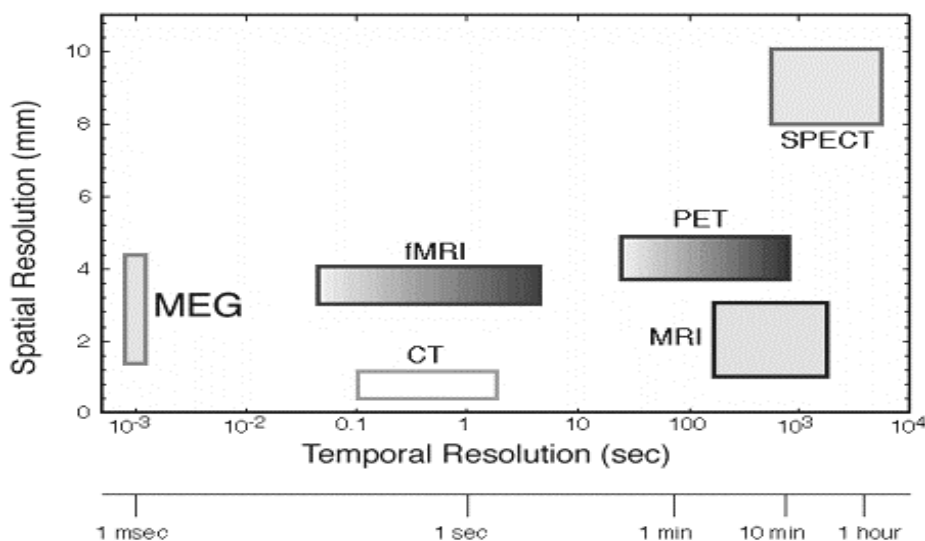 Spatial Resolution (mm)
10
8
6
4
2
0
SPECT
PET
fMRI
MEG
MRI
CT
10⁻³ 10⁻² 0.1 1 10 100 10³ 10⁴
Temporal Resolution (sec)
1 msec 1 sec 1 min 10 min 1 hour